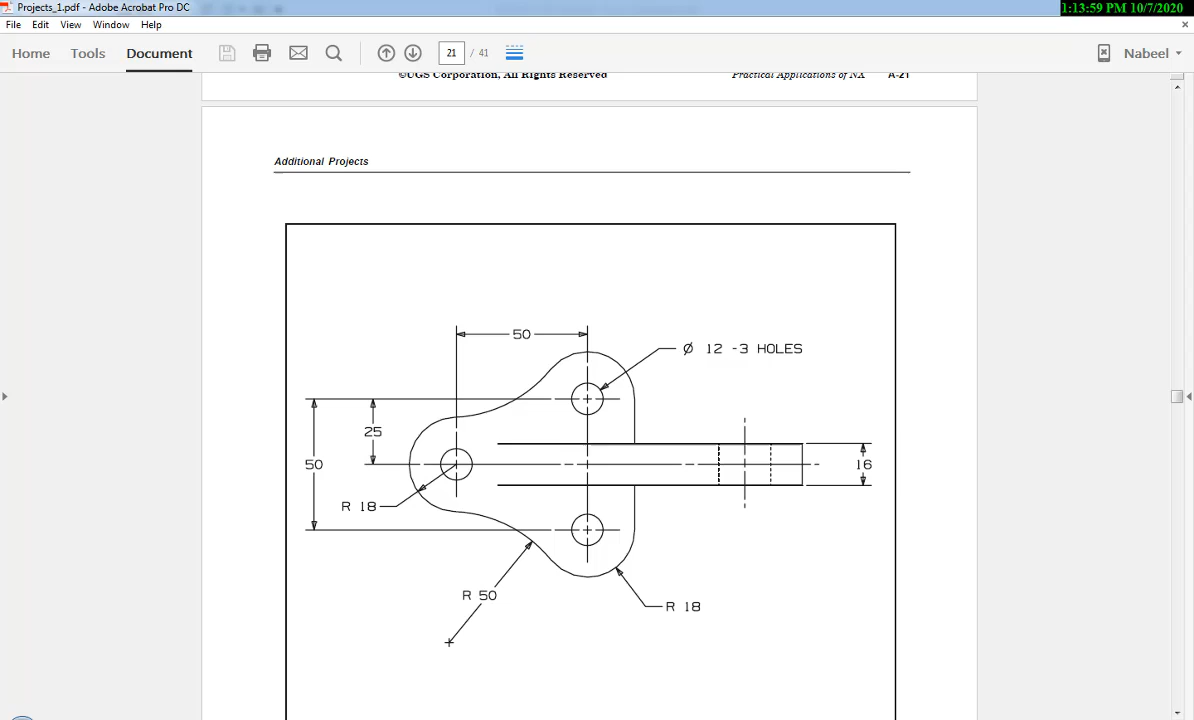 Projects_1.pdf - Adobe Acrobat Pro DC
1:13:59 PM 10/7/2020
File Edit View Window Help
Home Tools Document 21 / 41 Nabeel
©UGS Corporation, All Rights Reserved Practical Applications of NX A-21
Additional Projects
50
Ø 12 -3 HOLES
25
50
16
R 18
R 50
R 18